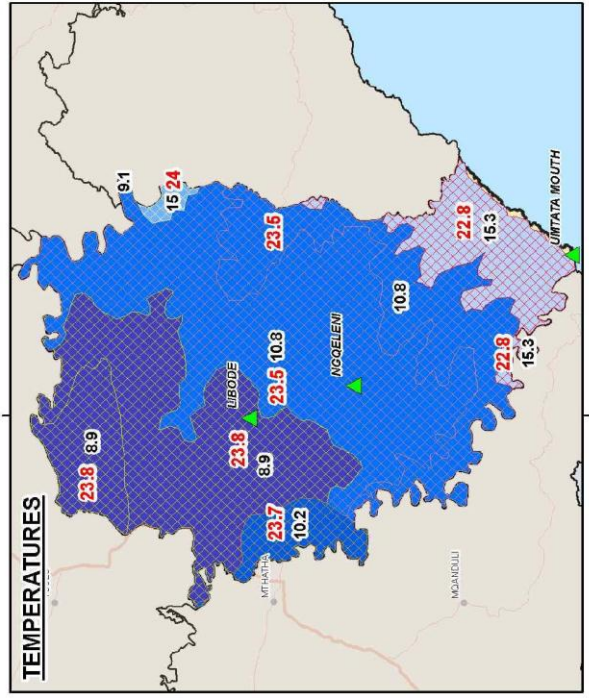 TEMPERATURES
9.1
15 24
23.8 8.9
23.5
LIBODE
23.8
8.9
23.5 10.8
22.8
15.3
NGQELENI
10.8
23.7
10.2
UMTATA MOUTH
MTHATHA
22.8
15.3
MQANDULI